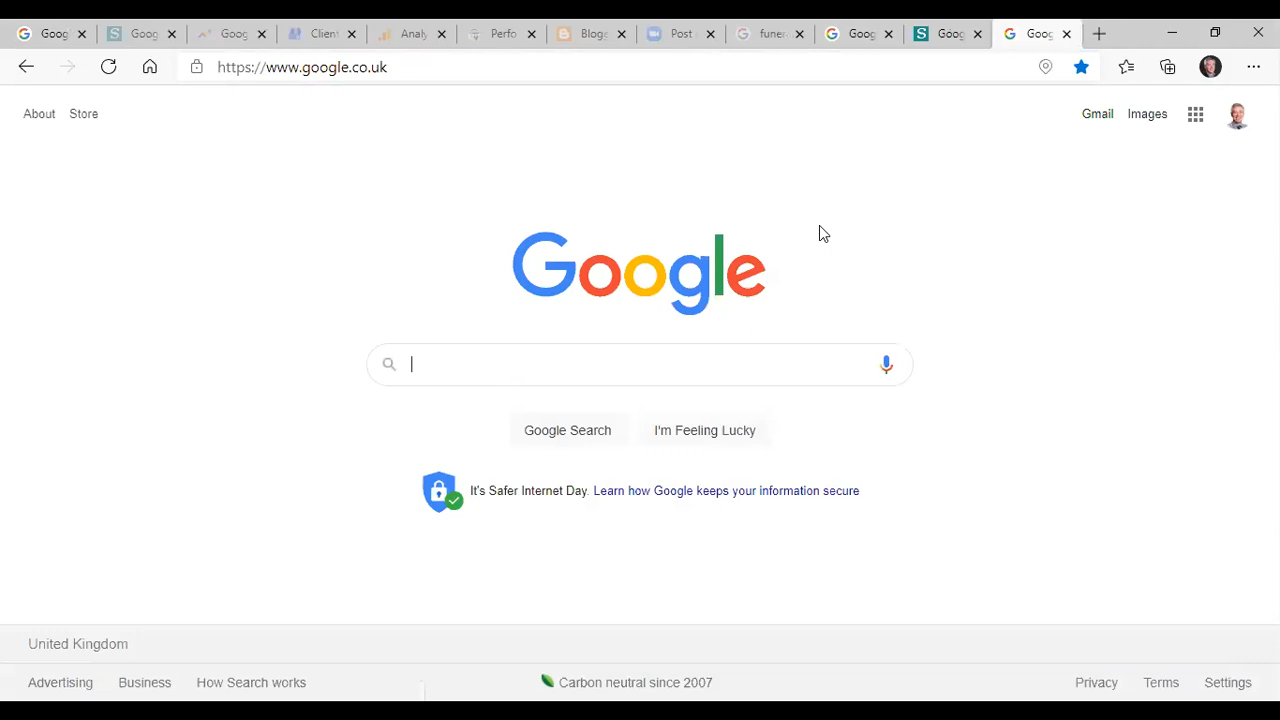 Goog
Goog
Goog
Client
Analy
Perfo
Blogg
Post
funer
Goog
Goog
Goog
https://www.google.co.uk
About Store
Gmail Images
Google
Google Search I'm Feeling Lucky
It's Safer Internet Day. Learn how Google keeps your information secure
United Kingdom
Advertising Business How Search works
Carbon neutral since 2007
Privacy Terms Settings